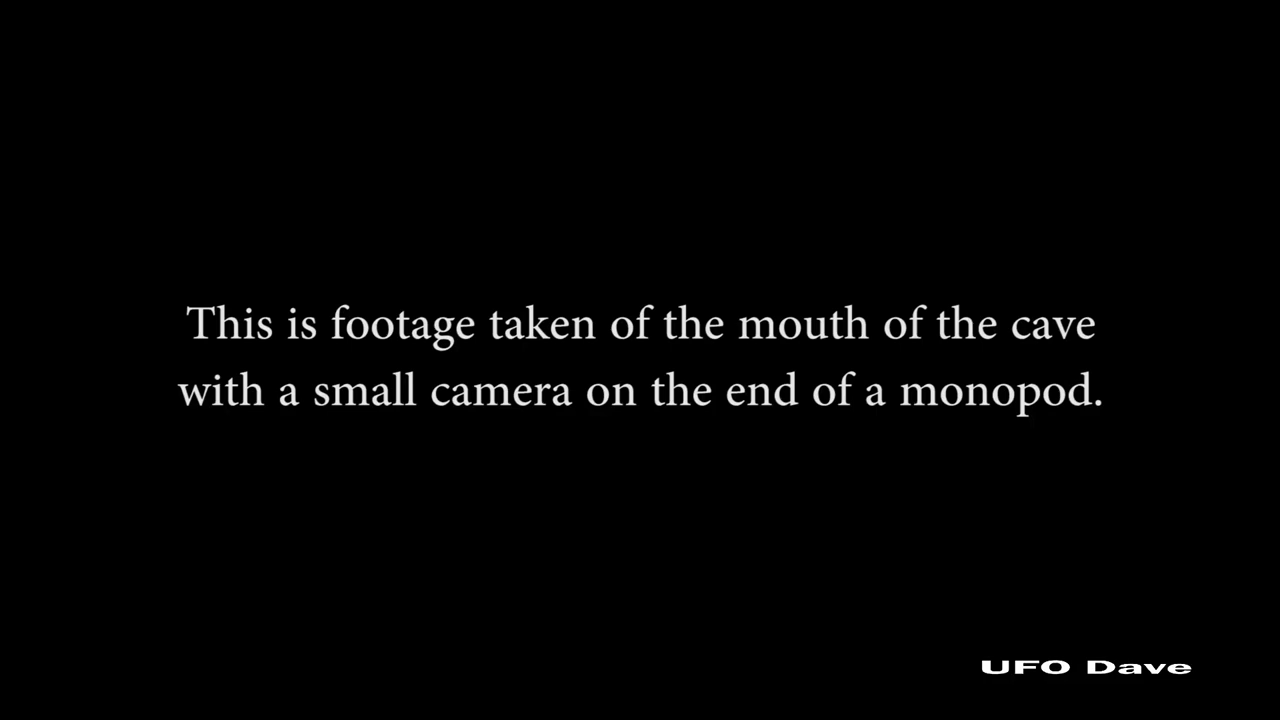 This is footage taken of the mouth of the cave
with a small camera on the end of a monopod.
UFO Dave